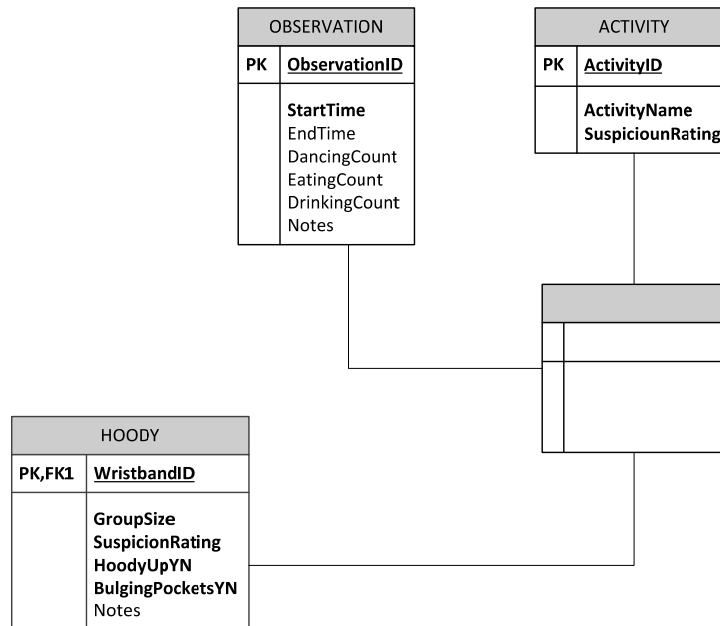 OBSERVATION
PK ObservationID
StartTime
EndTime
DancingCount
EatingCount
DrinkingCount
Notes
ACTIVITY
PK ActivityID
ActivityName
SuspiciounRating
HOODY
PK,FK1 WristbandID
GroupSize
SuspicionRating
HoodyUpYN
BulgingPocketsYN
Notes